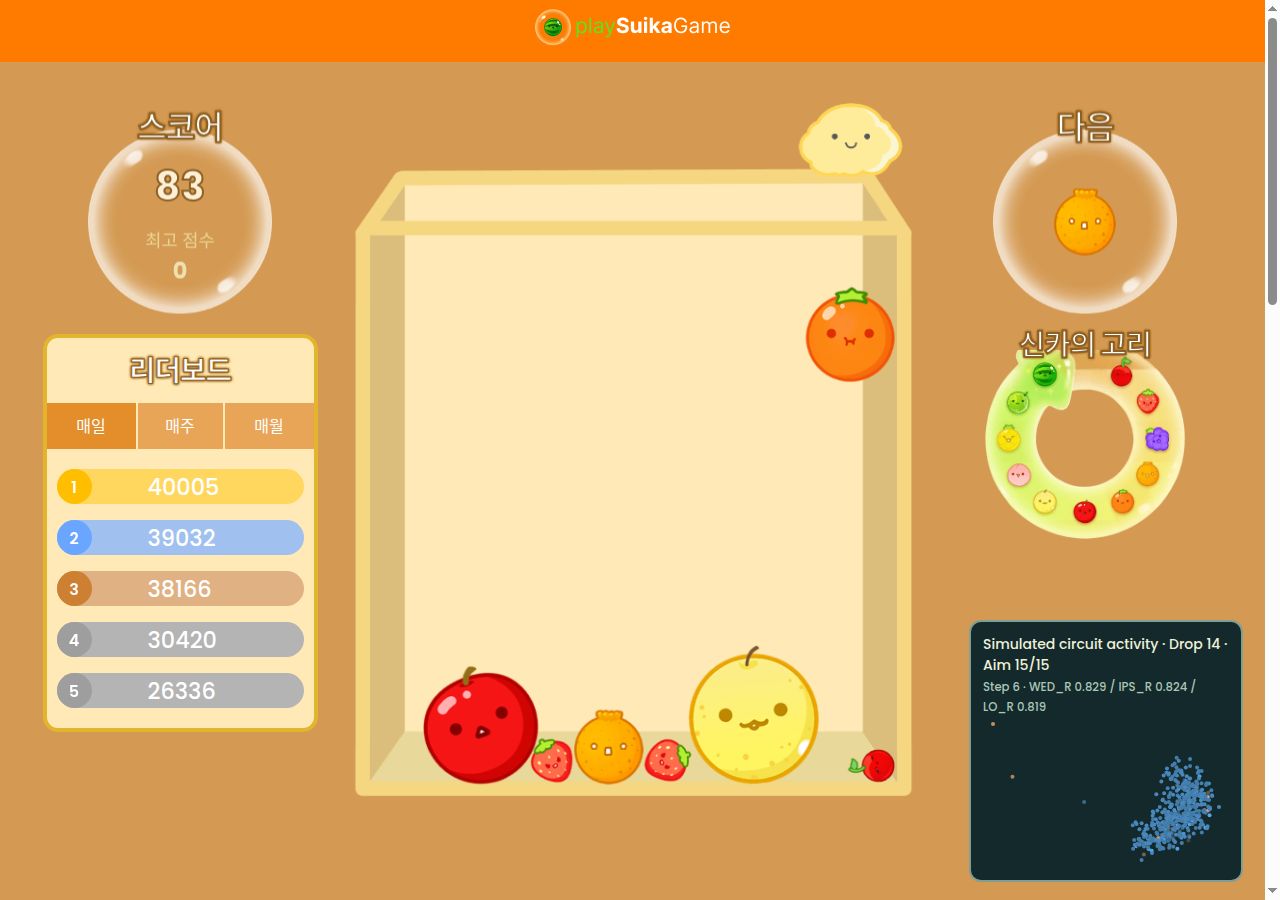 playSuikaGame
스코어
83
최고 점수
0
다음
신카의 고리
리더보드
매일 매주 매월
1 40005
2 39032
3 38166
4 30420
5 26336
Simulated circuit activity · Drop 14 ·
Aim 15/15
Step 6 · WED_R 0.829 / IPS_R 0.824 /
LO_R 0.819